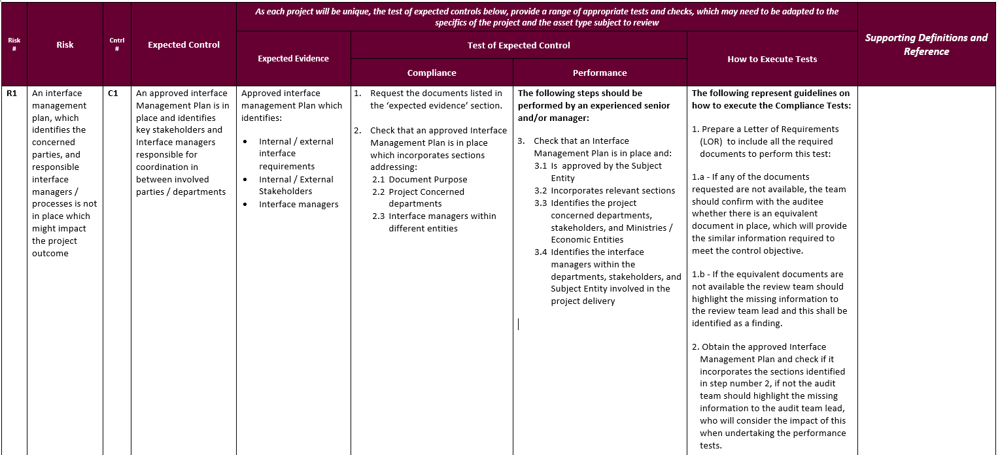 As each project will be unique, the test of expected controls below, provide a range of appropriate tests and checks, which may need to be adapted to the
specifics of the project and the asset type subject to review
Risk
#
Risk
Cntrl
#
Expected Control
Expected Evidence
Test of Expected Control
Compliance
Performance
How to Execute Tests
Supporting Definitions and
Reference
R1
An interface
management
plan, which
identifies the
concerned
parties, and
responsible
interface
managers /
processes is not
in place which
might impact
the project
outcome
C1
An approved interface
Management Plan is in
place and identifies
key stakeholders and
Interface managers
responsible for
coordination in
between involved
parties / departments
Approved interface
management Plan which
identifies:
• Internal / external
interface
requirements
• Internal / External
Stakeholders
• Interface managers
1. Request the documents listed in
the ‘expected evidence’ section.
2. Check that an approved Interface
Management Plan is in place
which incorporates sections
addressing:
2.1 Document Purpose
2.2 Project Concerned
departments
2.3 Interface managers within
different entities
The following steps should be
performed by an experienced senior
and/or manager:
3. Check that an Interface
Management Plan is in place and:
3.1 Is approved by the Subject
Entity
3.2 Incorporates relevant sections
3.3 Identifies the project
concerned departments,
stakeholders, and Ministries /
Economic Entities
3.4 Identifies the interface
managers within the
departments, stakeholders, and
Subject Entity involved in the
project delivery
The following represent guidelines on
how to execute the Compliance Tests:
1. Prepare a Letter of Requirements
(LOR) to include all the required
documents to perform this test:
1.a - If any of the documents
requested are not available, the team
should confirm with the auditee
whether there is an equivalent
document in place, which will provide
the similar information required to
meet the control objective.
1.b - If the equivalent documents are
not available the review team should
highlight the missing information to
the review team lead and this shall be
identified as a finding.
2. Obtain the approved Interface
Management Plan and check if it
incorporates the sections identified
in step number 2, if not the audit
team should highlight the missing
information to the audit team lead,
who will consider the impact of this
when undertaking the performance
tests.